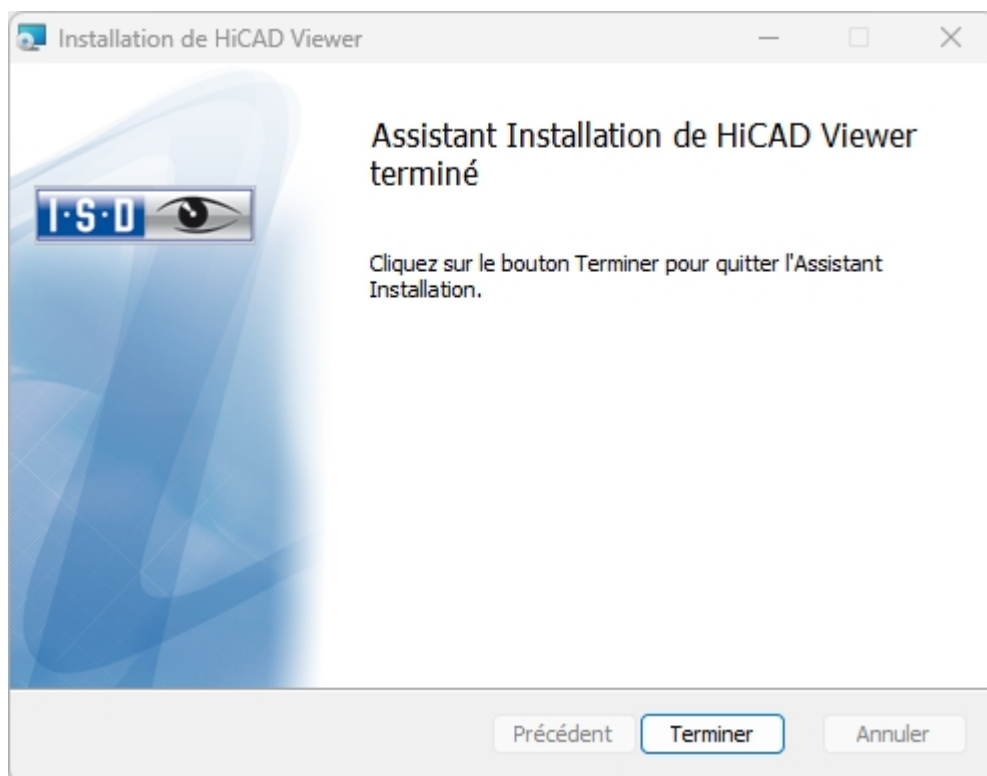 Installation de HiCAD Viewer
Assistant Installation de HiCAD Viewer
terminé
I·S·D
Cliquez sur le bouton Terminer pour quitter l'Assistant
Installation.
Précédent
Terminer
Annuler